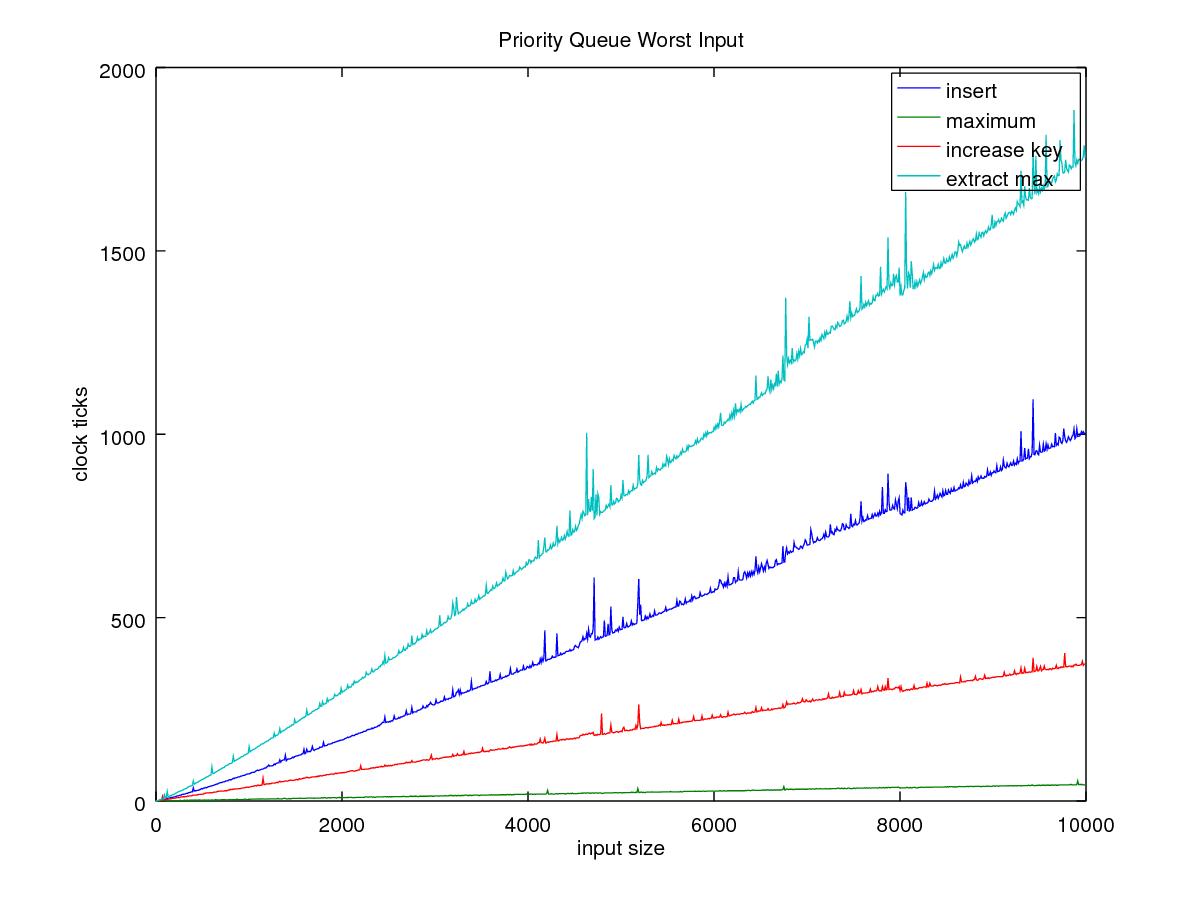 Priority Queue Worst Input
2000
1500
1000
500
0
clock ticks
insert
maximum
increase key
extract max
0 2000 4000 6000 8000 10000
input size